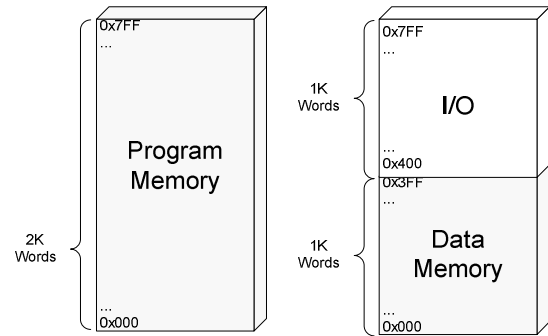 0x7FF
...
Program
Memory
...
0x000
2K
Words
0x7FF
...
1K
Words
I/O
...
0x400
0x3FF
...
1K
Words
Data
Memory
...
0x000